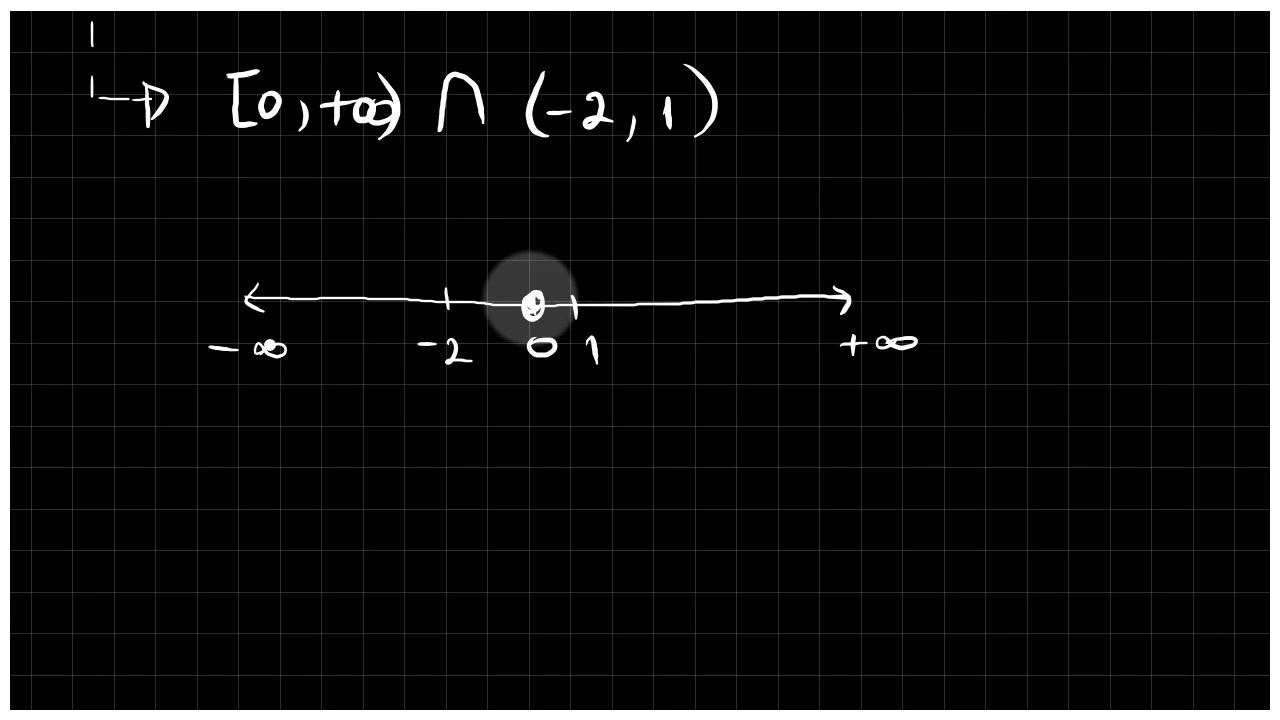 [0, +∞) ∩ (-2, 1)
-∞ -2 0 1 +∞